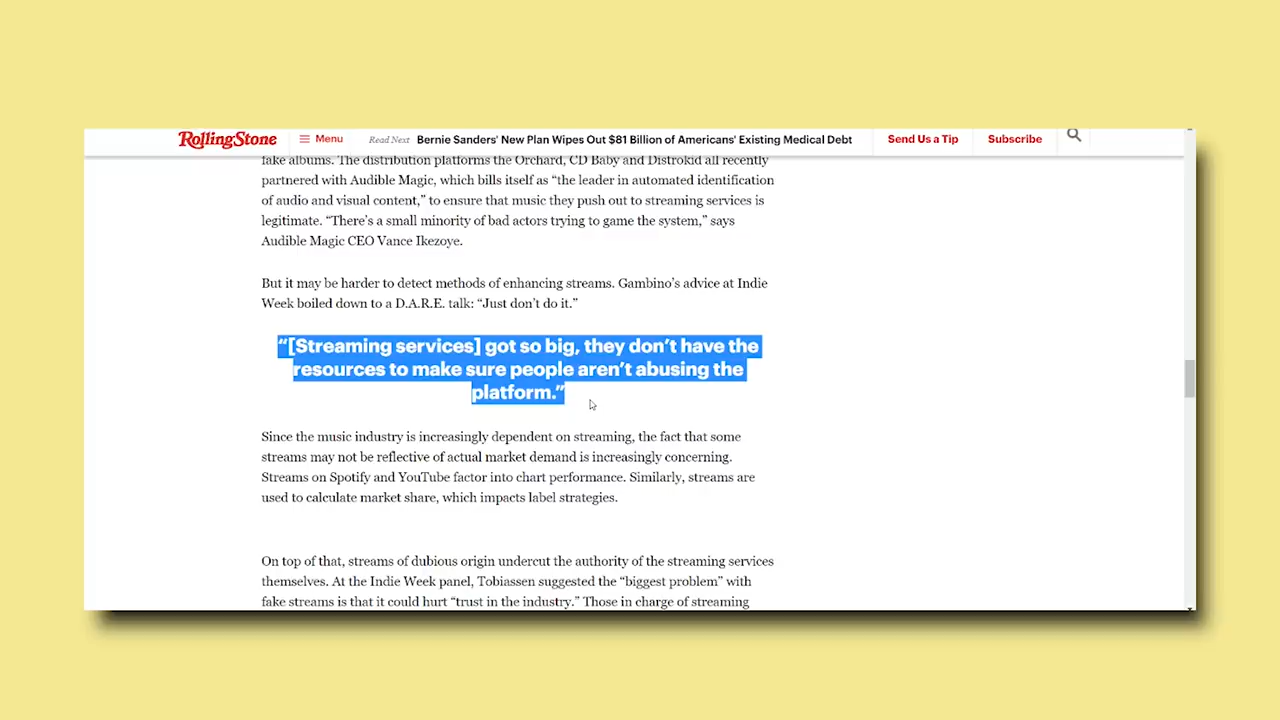 RollingStone
Menu
Read Next
Bernie Sanders' New Plan Wipes Out $81 Billion of Americans' Existing Medical Debt
Send Us a Tip
Subscribe
fake albums. The distribution platforms the Orchard, CD Baby and Distrokid all recently
partnered with Audible Magic, which bills itself as “the leader in automated identification
of audio and visual content,” to ensure that music they push out to streaming services is
legitimate. “There’s a small minority of bad actors trying to game the system,” says
Audible Magic CEO Vance Ikezoye.
But it may be harder to detect methods of enhancing streams. Gambino’s advice at Indie
Week boiled down to a D.A.R.E. talk: “Just don’t do it.”
“[Streaming services] got so big, they don’t have the
resources to make sure people aren’t abusing the
platform.”
Since the music industry is increasingly dependent on streaming, the fact that some
streams may not be reflective of actual market demand is increasingly concerning.
Streams on Spotify and YouTube factor into chart performance. Similarly, streams are
used to calculate market share, which impacts label strategies.
On top of that, streams of dubious origin undercut the authority of the streaming services
themselves. At the Indie Week panel, Tobiassen suggested the “biggest problem” with
fake streams is that it could hurt “trust in the industry.” Those in charge of streaming